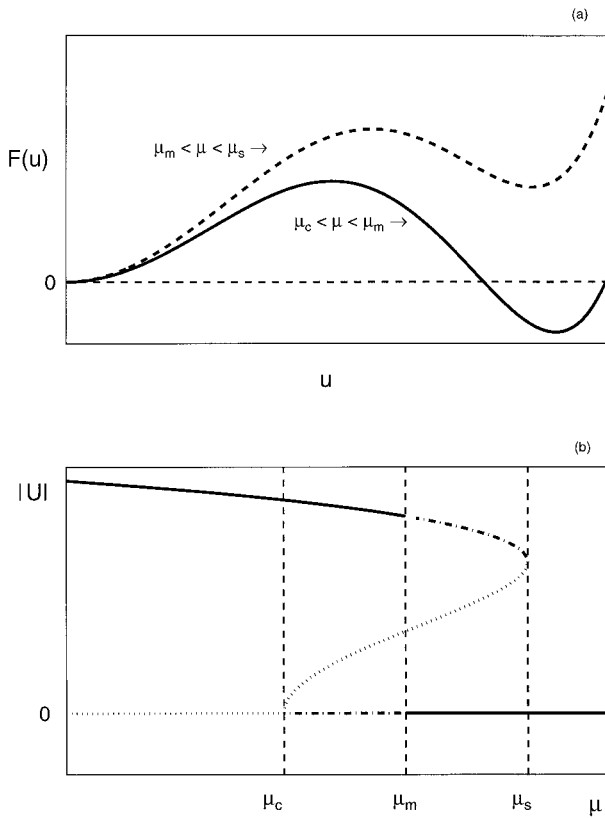 (a)
F(u)
μm < μ < μs →
μc < μ < μm →
0
u
(b)
|U|
0
μc μm μs μ